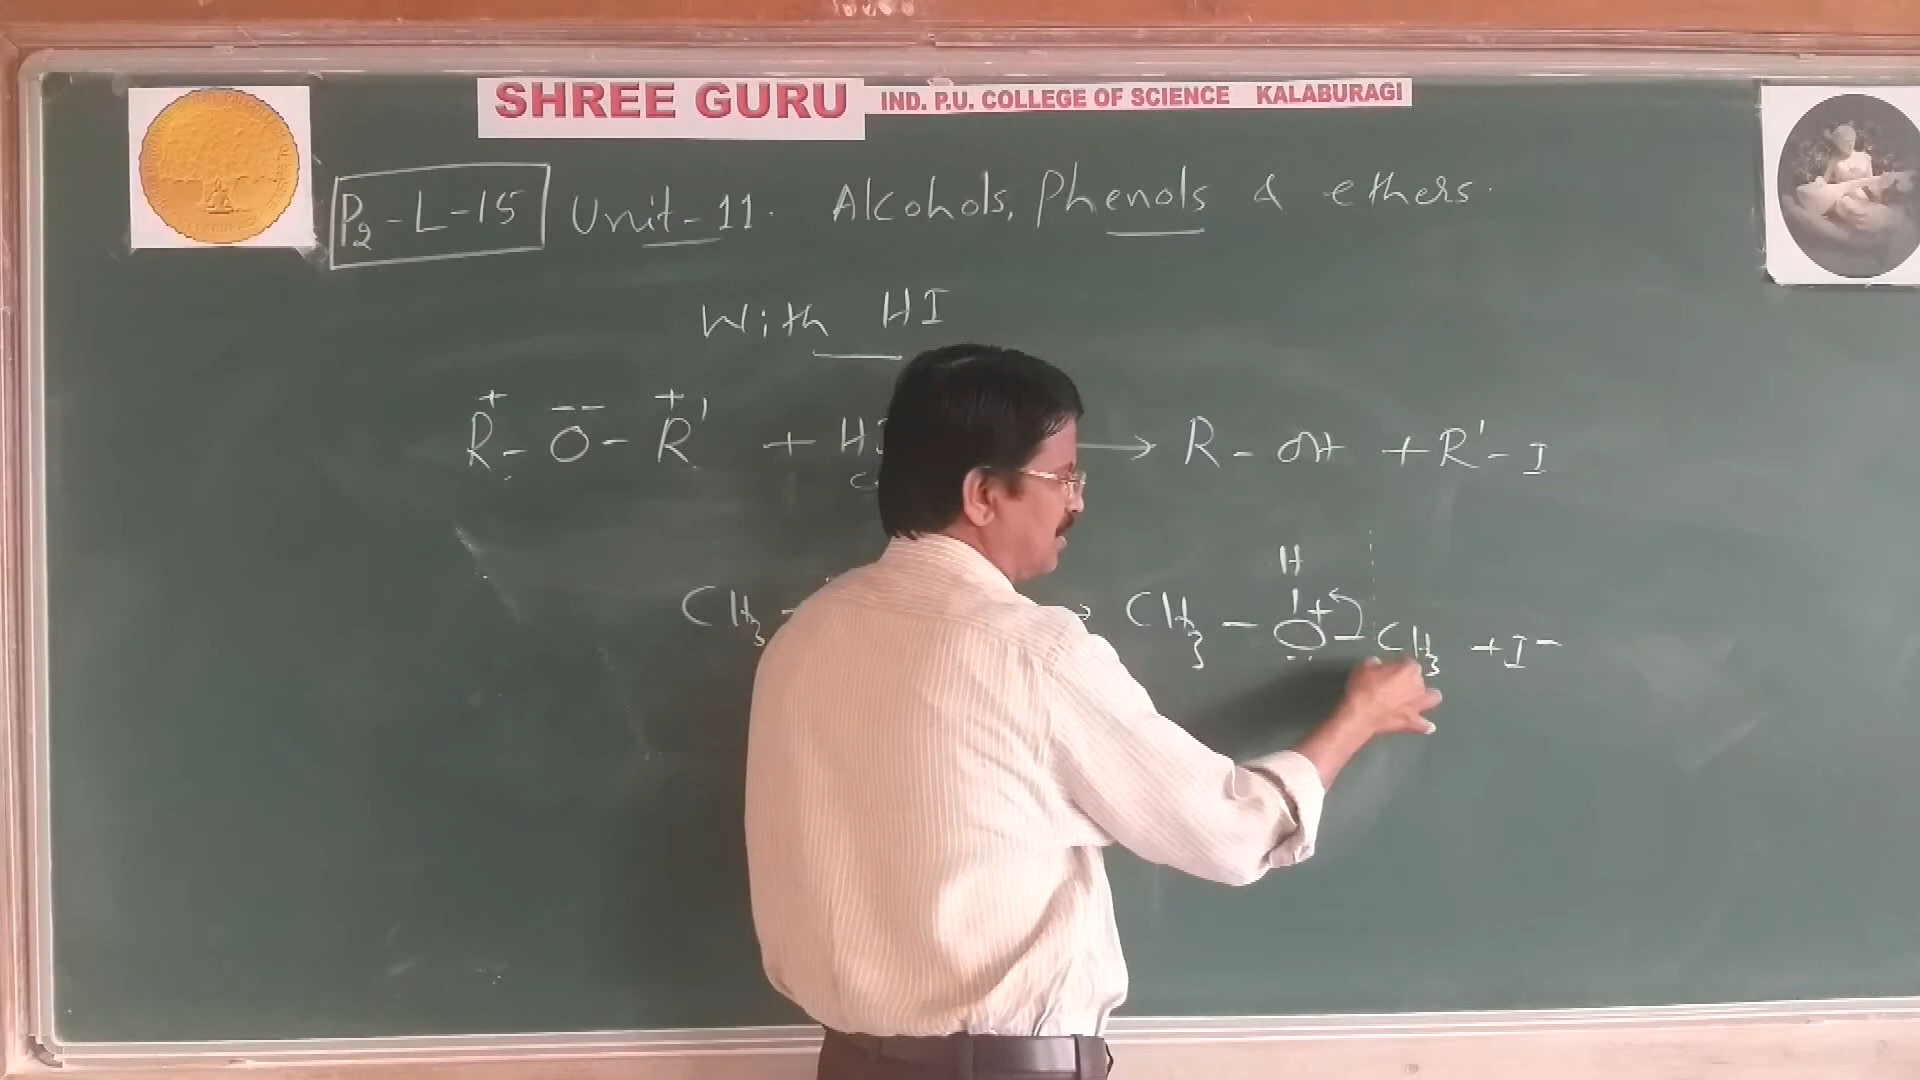 SHREE GURU IND. P.U. COLLEGE OF SCIENCE KALABURAGI
P2-L-15 Unit-11. Alcohols, Phenols & ethers.
With HI
R+ - O-- - R+' + HI → R - OH + R' - I
H
CH3 - → CH3 - O+ - CH3 + I-